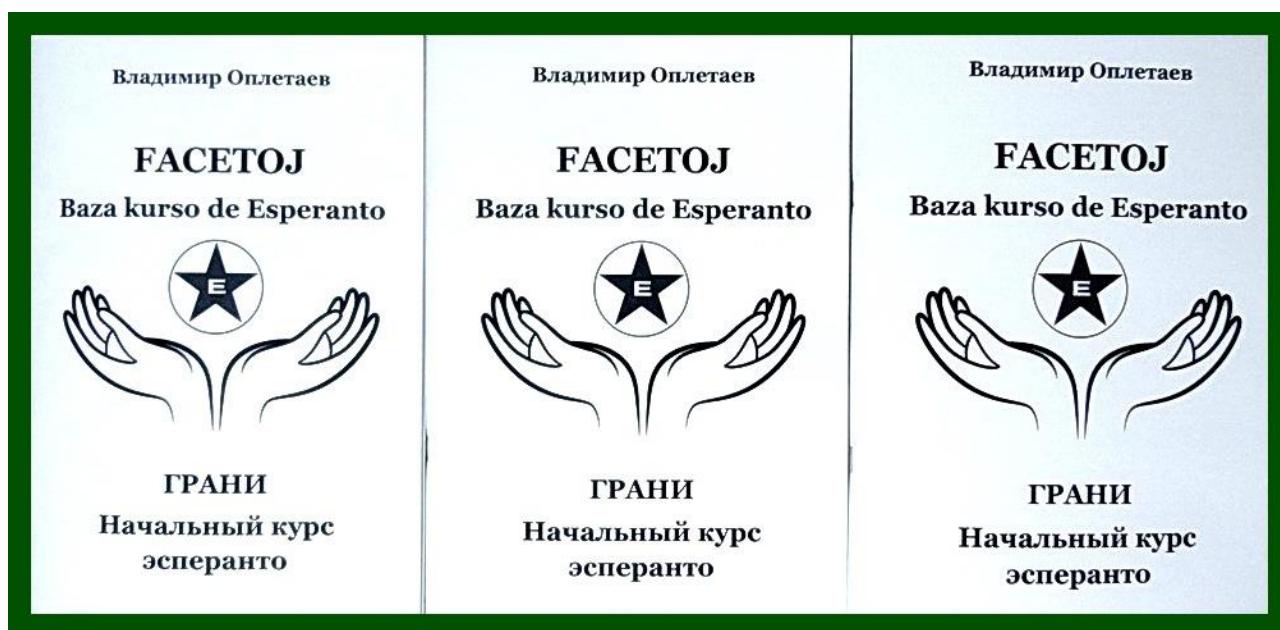 Владимир Оплетаев
FACETOJ
Baza kurso de Esperanto
E
ГРАНИ
Начальный курс
эсперанто
Владимир Оплетаев
FACETOJ
Baza kurso de Esperanto
E
ГРАНИ
Начальный курс
эсперанто
Владимир Оплетаев
FACETOJ
Baza kurso de Esperanto
E
ГРАНИ
Начальный курс
эсперанто